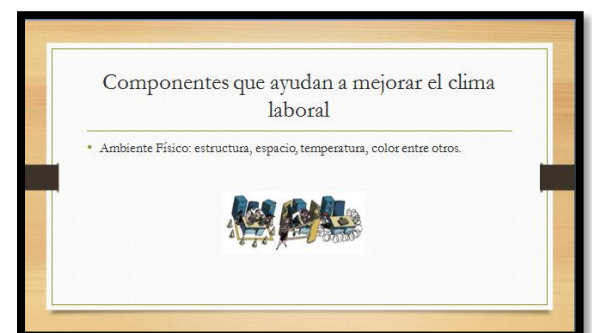 Componentes que ayudan a mejorar el clima
laboral
• Ambiente Físico: estructura, espacio, temperatura, color entre otros.